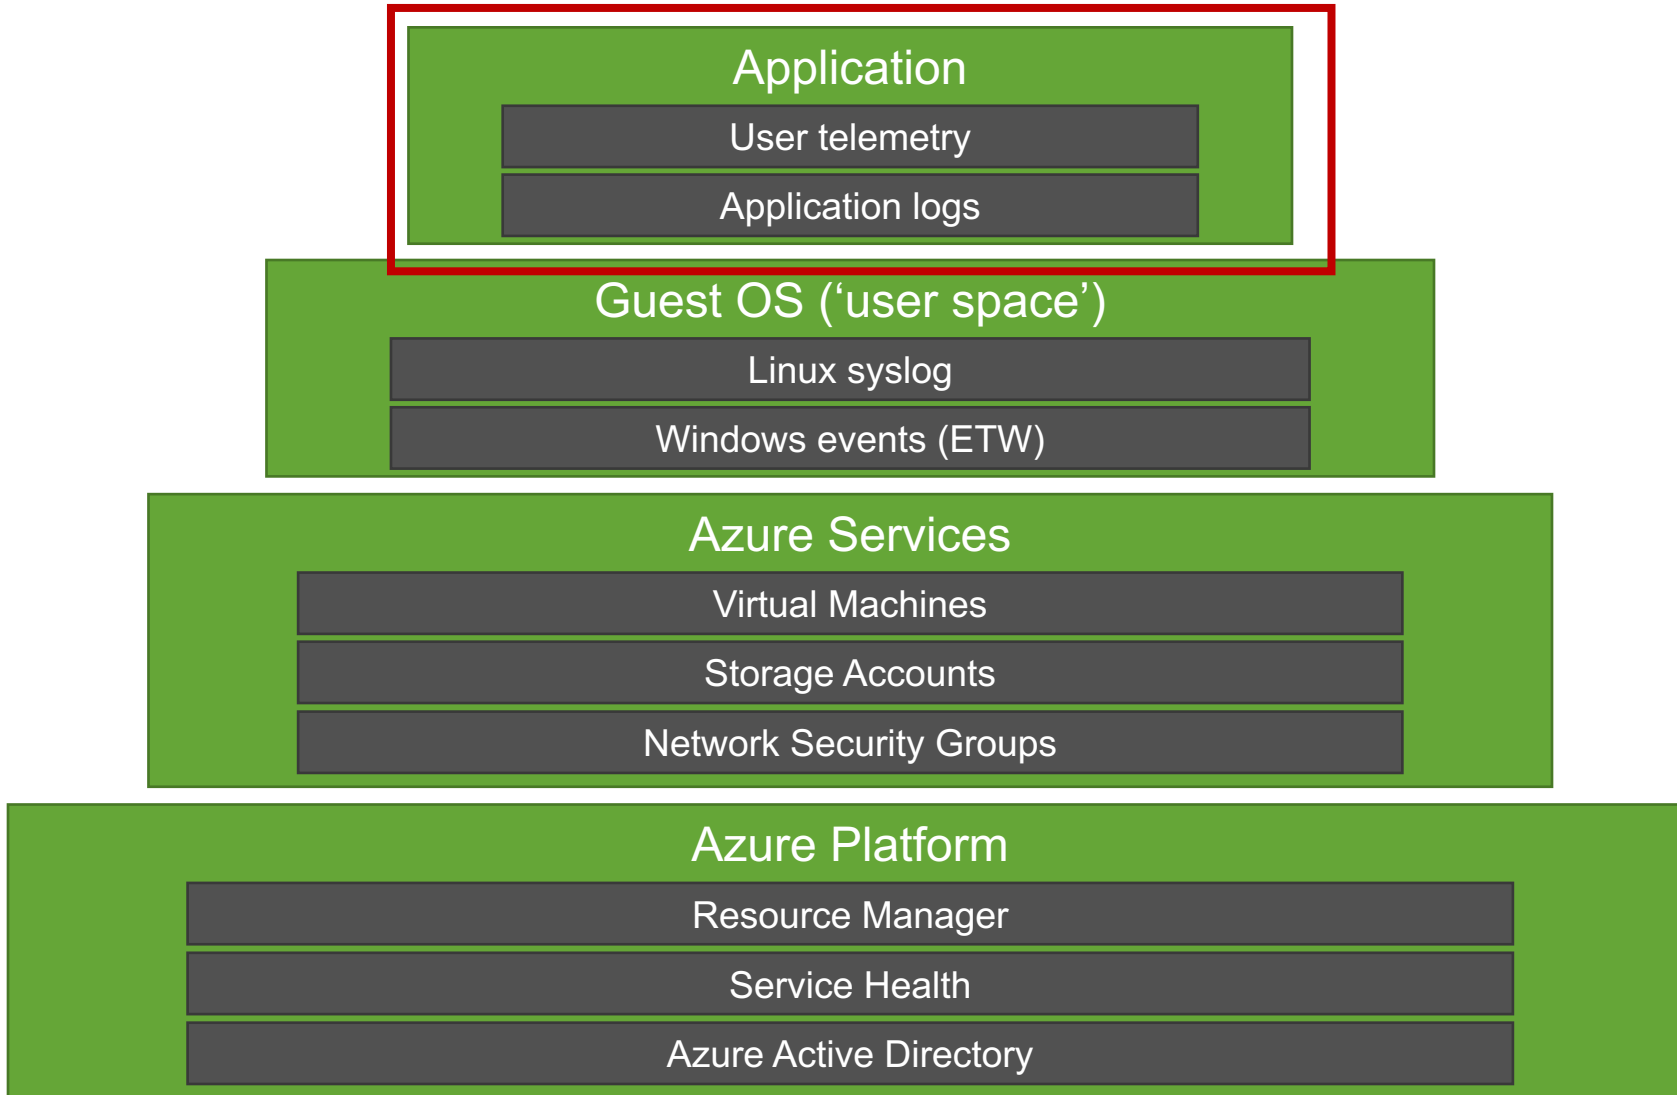 Application
User telemetry
Application logs
Guest OS (‘user space’)
Linux syslog
Windows events (ETW)
Azure Services
Virtual Machines
Storage Accounts
Network Security Groups
Azure Platform
Resource Manager
Service Health
Azure Active Directory